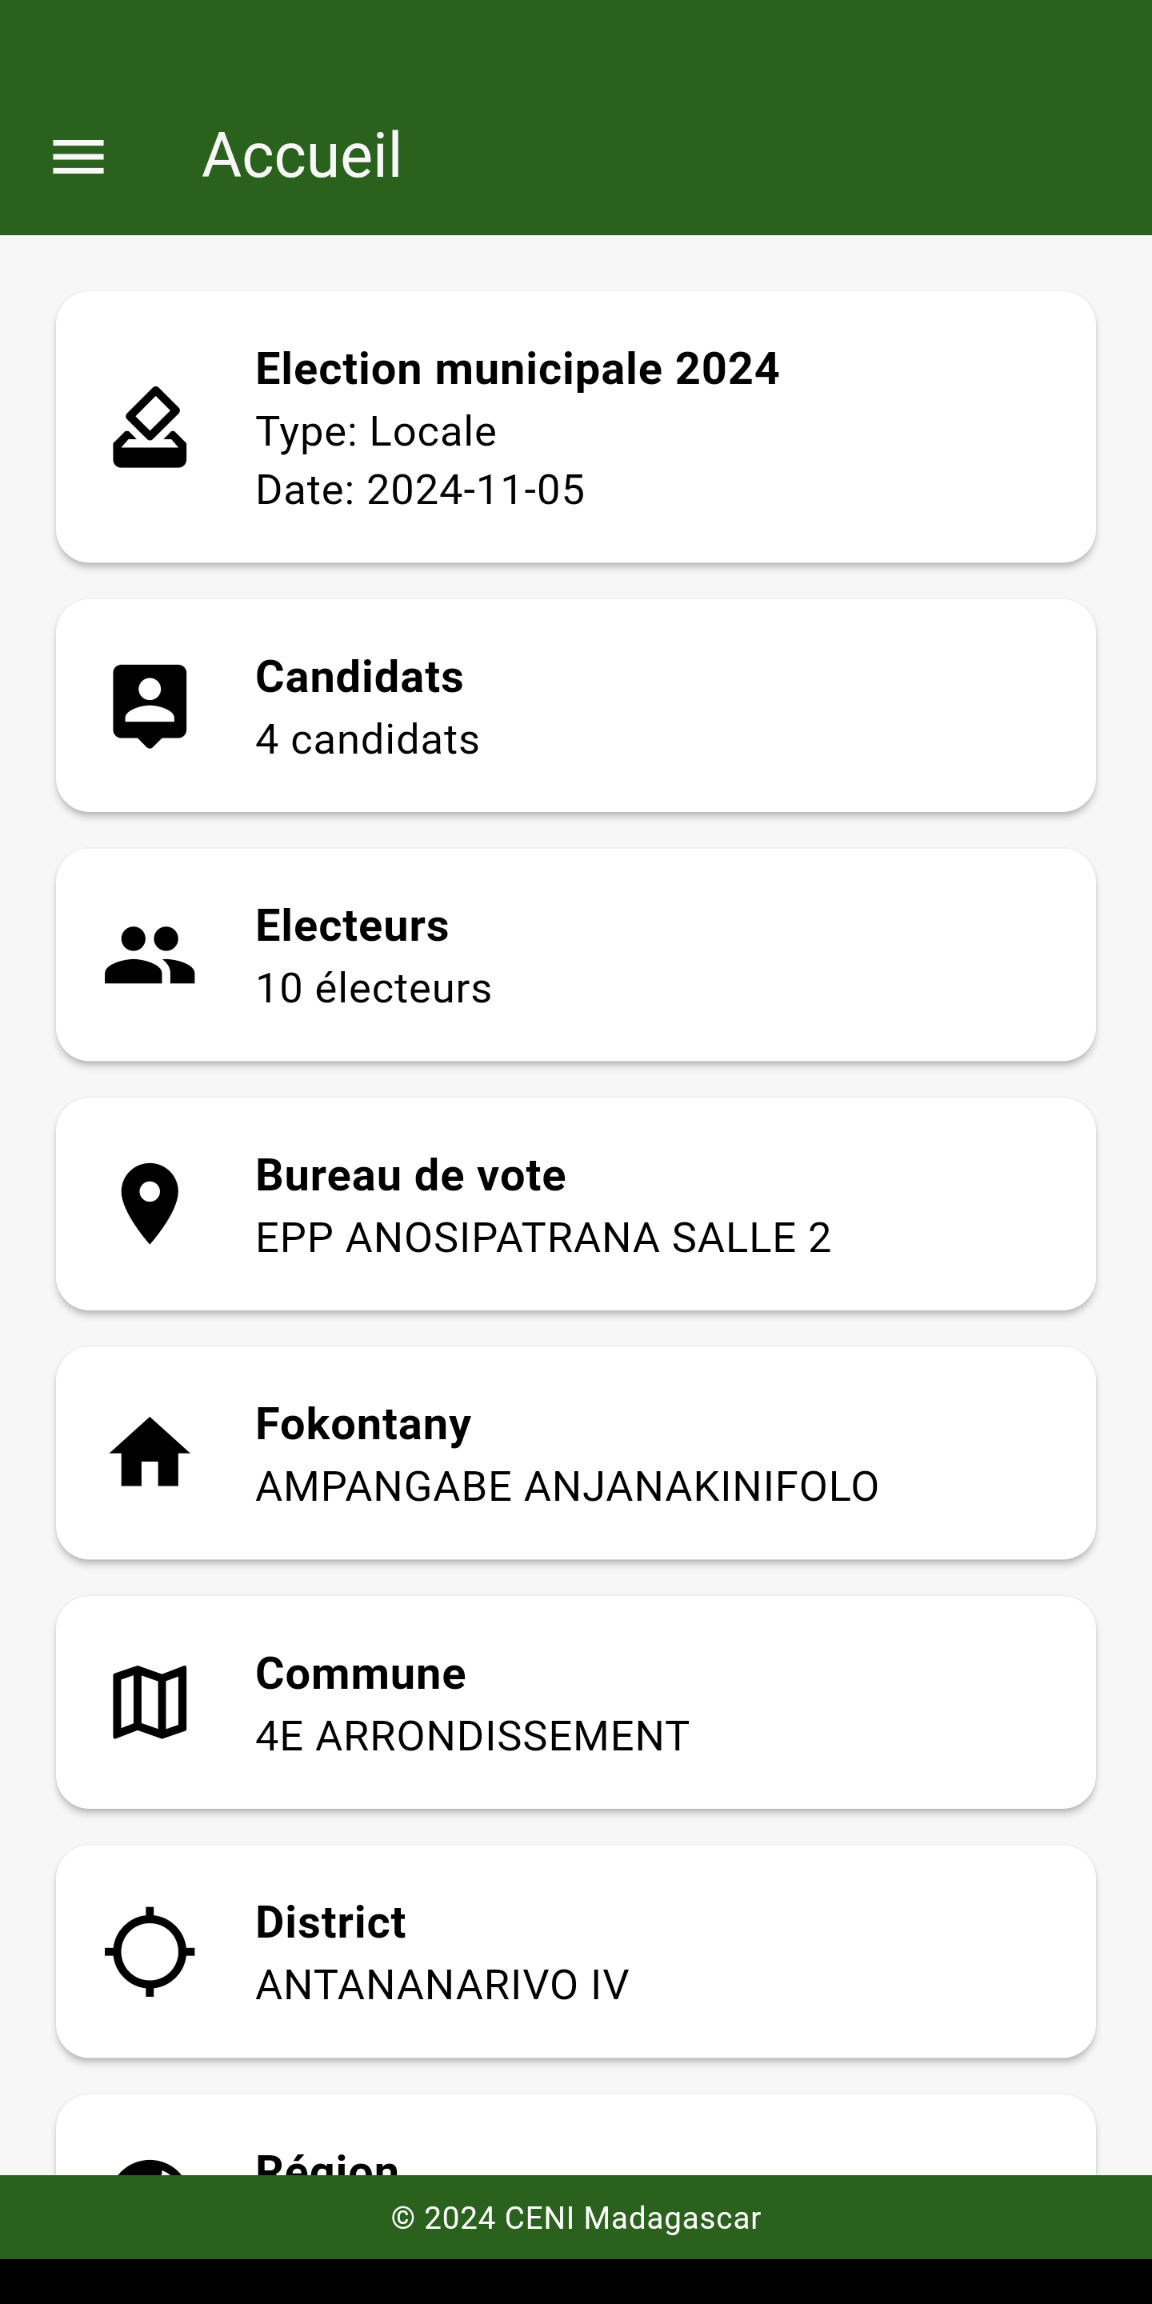 Accueil
Election municipale 2024
Type: Locale
Date: 2024-11-05
Candidats
4 candidats
Electeurs
10 électeurs
Bureau de vote
EPP ANOSIPATRANA SALLE 2
Fokontany
AMPANGABE ANJANAKINIFOLO
Commune
4E ARRONDISSEMENT
District
ANTANANARIVO IV
Région
© 2024 CENI Madagascar